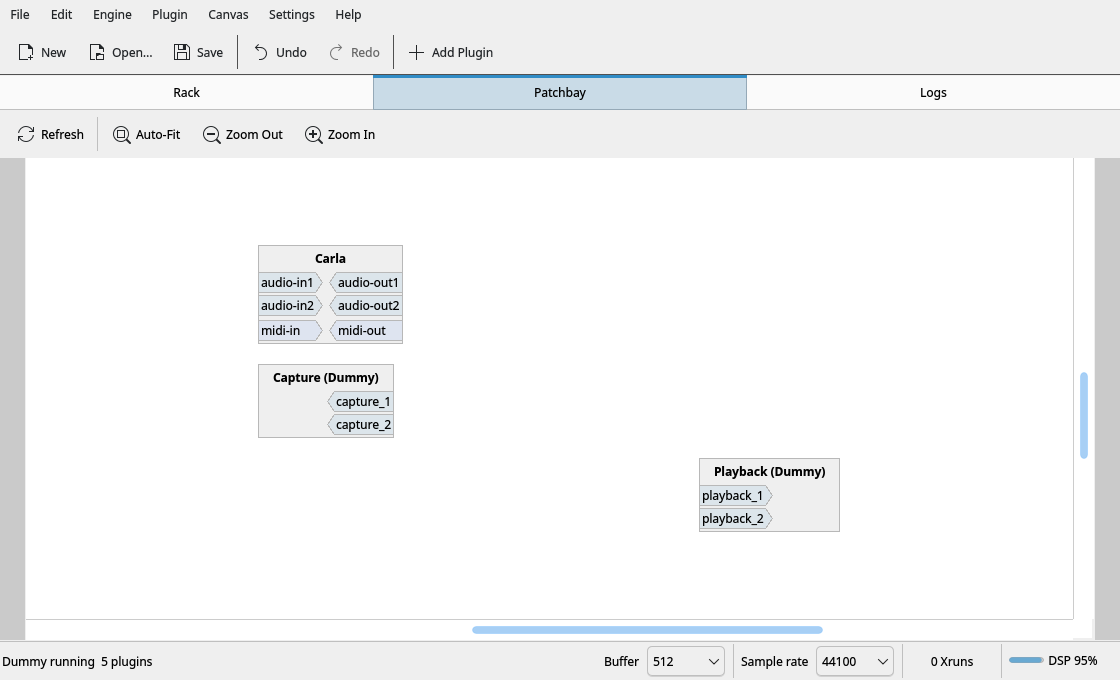 File Edit Engine Plugin Canvas Settings Help
New Open... Save Undo Redo Add Plugin
Rack Patchbay Logs
Refresh Auto-Fit Zoom Out Zoom In
Carla
audio-in1 audio-out1
audio-in2 audio-out2
midi-in midi-out
Capture (Dummy)
capture_1
capture_2
Playback (Dummy)
playback_1
playback_2
Dummy running 5 plugins Buffer 512 Sample rate 44100 0 Xruns DSP 95%